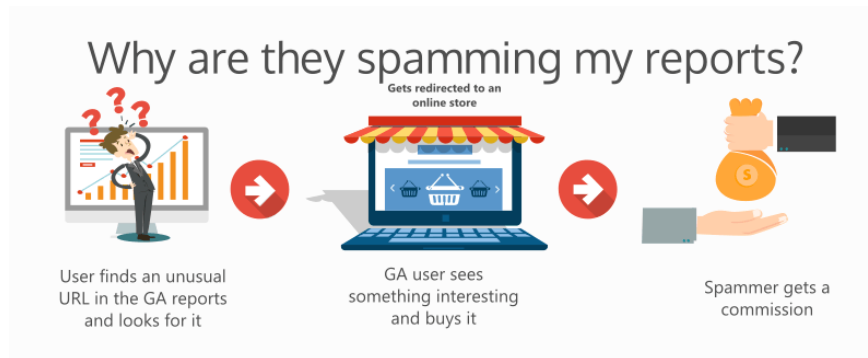 Why are they spamming my reports?
Gets redirected to an
online store
? ? ?
User finds an unusual
URL in the GA reports
and looks for it
GA user sees
something interesting
and buys it
$
Spammer gets a
commission